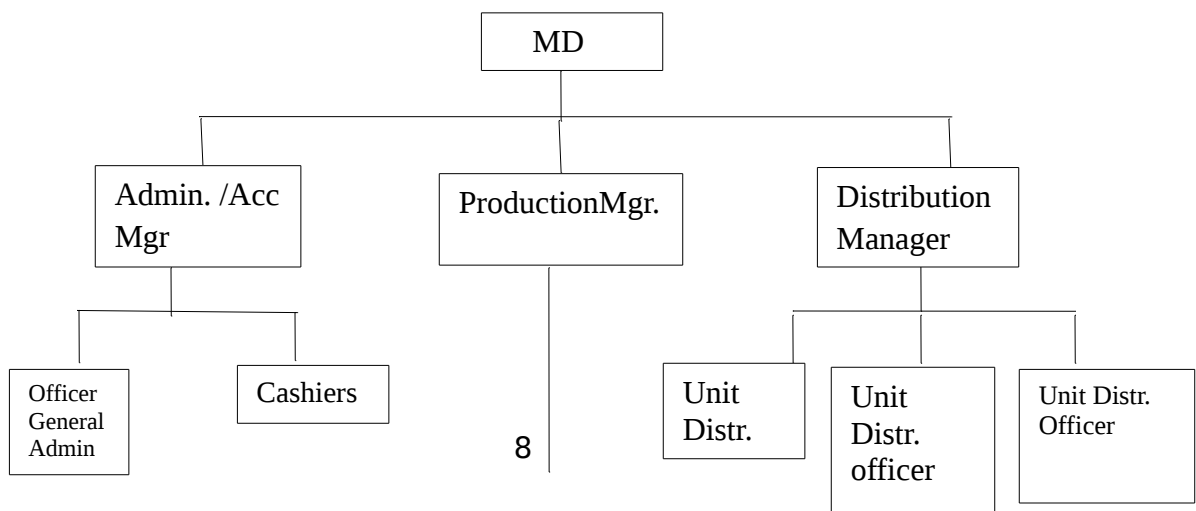 MD
Admin. /Acc
Mgr
ProductionMgr.
Distribution
Manager
Officer
General
Admin
Cashiers
Unit
Distr.
Unit
Distr.
officer
Unit Distr.
Officer
8